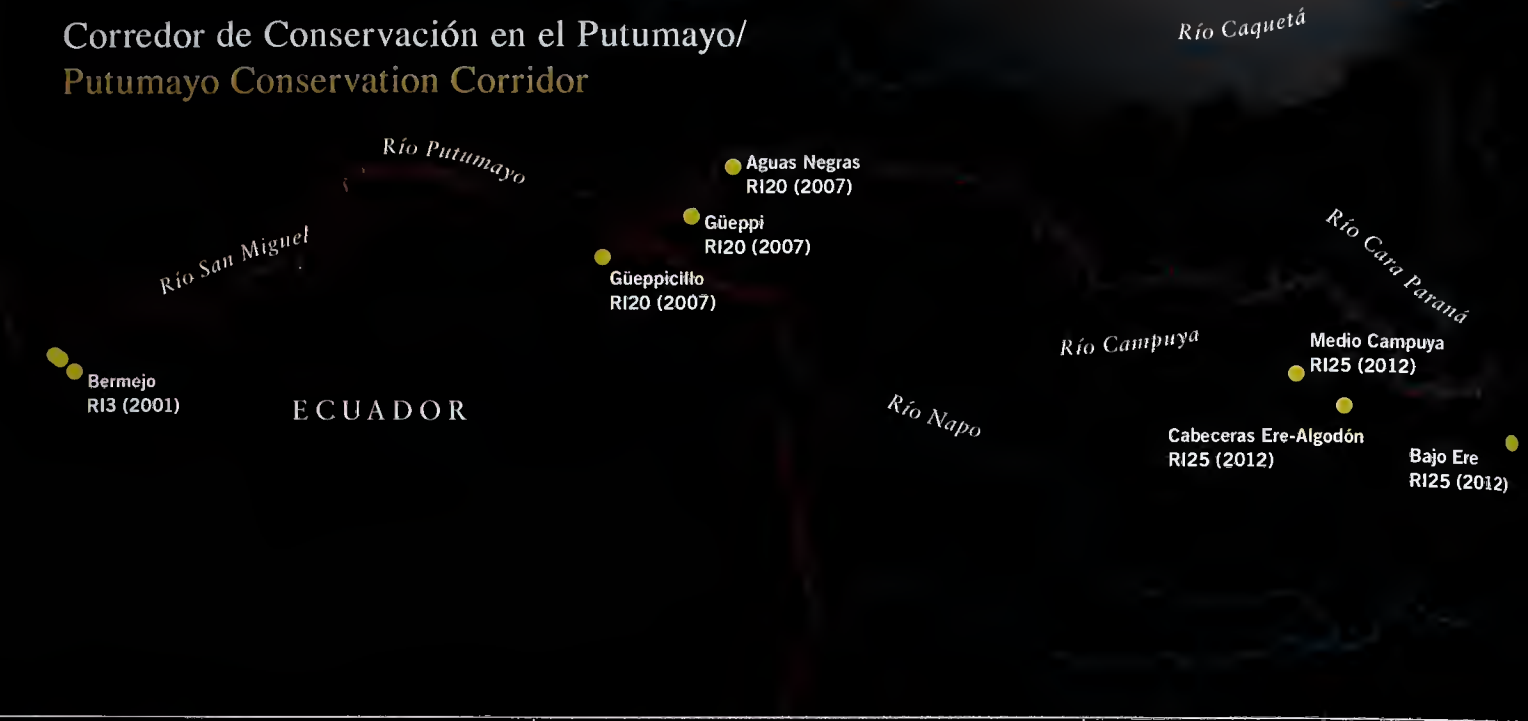 Corredor de Conservación en el Putumayo/
Putumayo Conservation Corridor
Río Caquetá
Río Putumayo
Aguas Negras
RI20 (2007)
Güeppi
RI20 (2007)
Río San Miguel
Güeppicillo
RI20 (2007)
Río Cara Paraná
Río Campuya
Medio Campuya
RI25 (2012)
Bermejo
RI3 (2001)
ECUADOR
Río Napo
Cabeceras Ere-Algodón
RI25 (2012)
Bajo Ere
RI25 (2012)